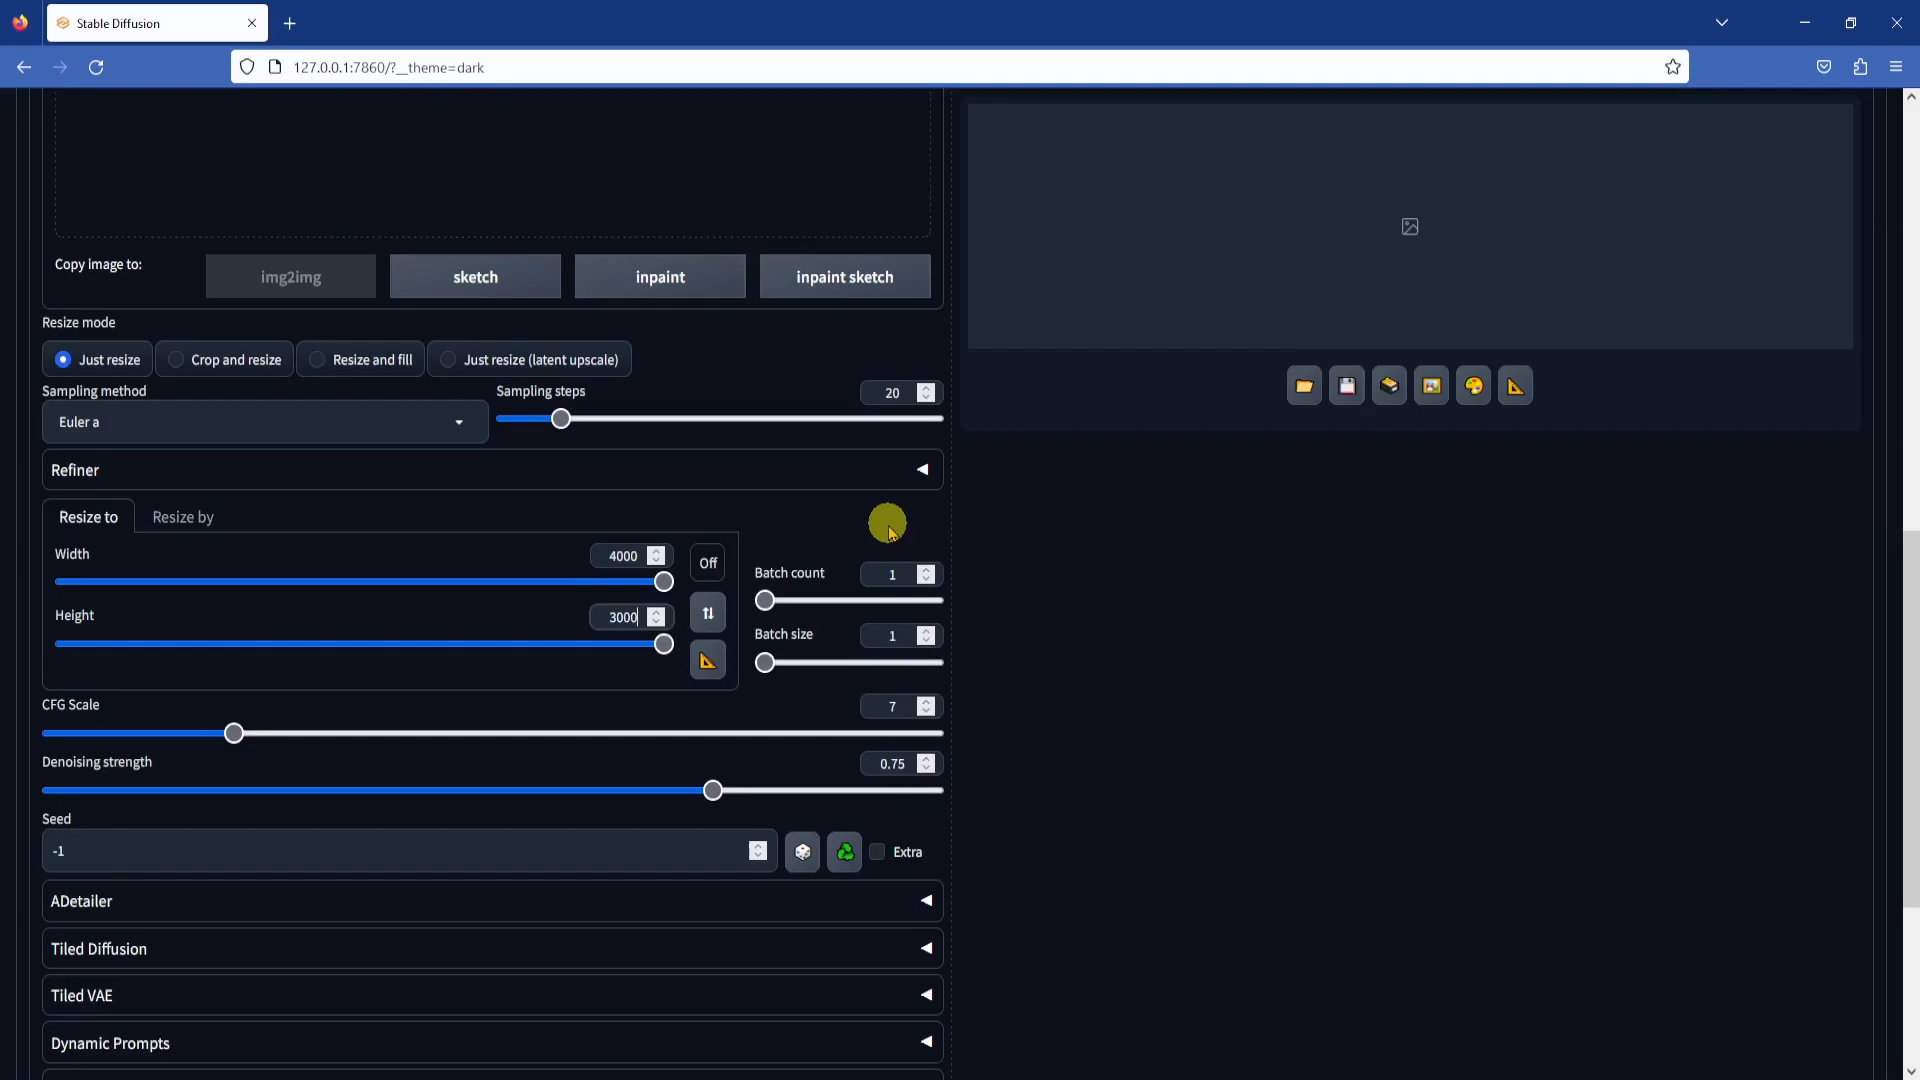 Stable Diffusion
127.0.0.1:7860/?__theme=dark
Copy image to:
img2img
sketch
inpaint
inpaint sketch
Resize mode
Just resize
Crop and resize
Resize and fill
Just resize (latent upscale)
Sampling method
Sampling steps
20
Euler a
Refiner
Resize to
Resize by
Width
4000
Off
Height
3000
Batch count
1
Batch size
1
CFG Scale
7
Denoising strength
0.75
Seed
-1
Extra
ADetailer
Tiled Diffusion
Tiled VAE
Dynamic Prompts